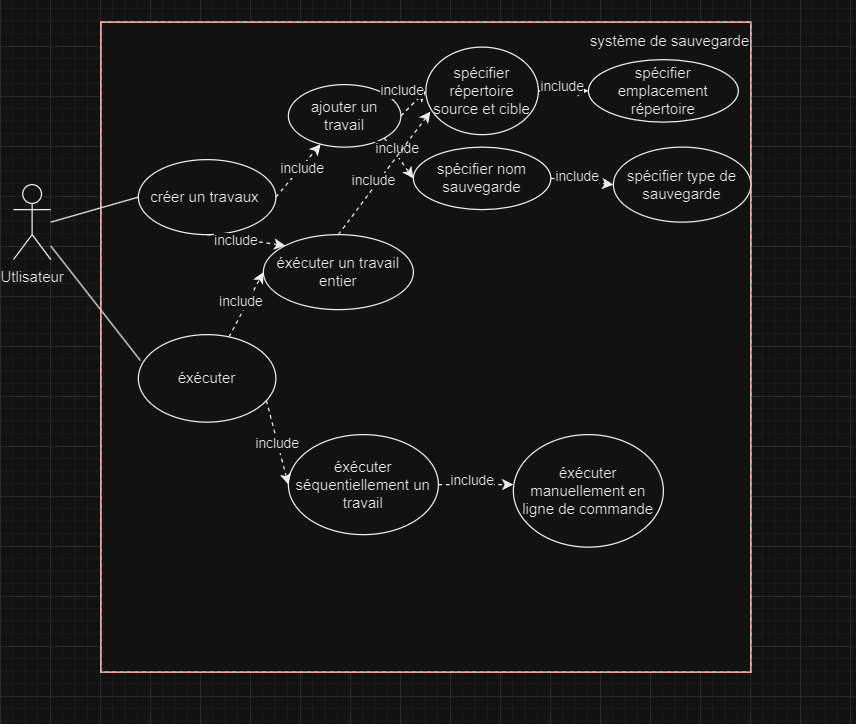 système de sauvegarde
spécifier
répertoire
source et cible
include
spécifier
emplacement
répertoire
include
ajouter un
travail
include
include
spécifier nom
sauvegarde
include
spécifier type de
sauvegarde
include
include
créer un travaux
include
Utlisateur
éxécuter un travail
entier
include
éxécuter
include
éxécuter
séquentiellement un
travail
include
éxécuter
manuellement en
ligne de commande